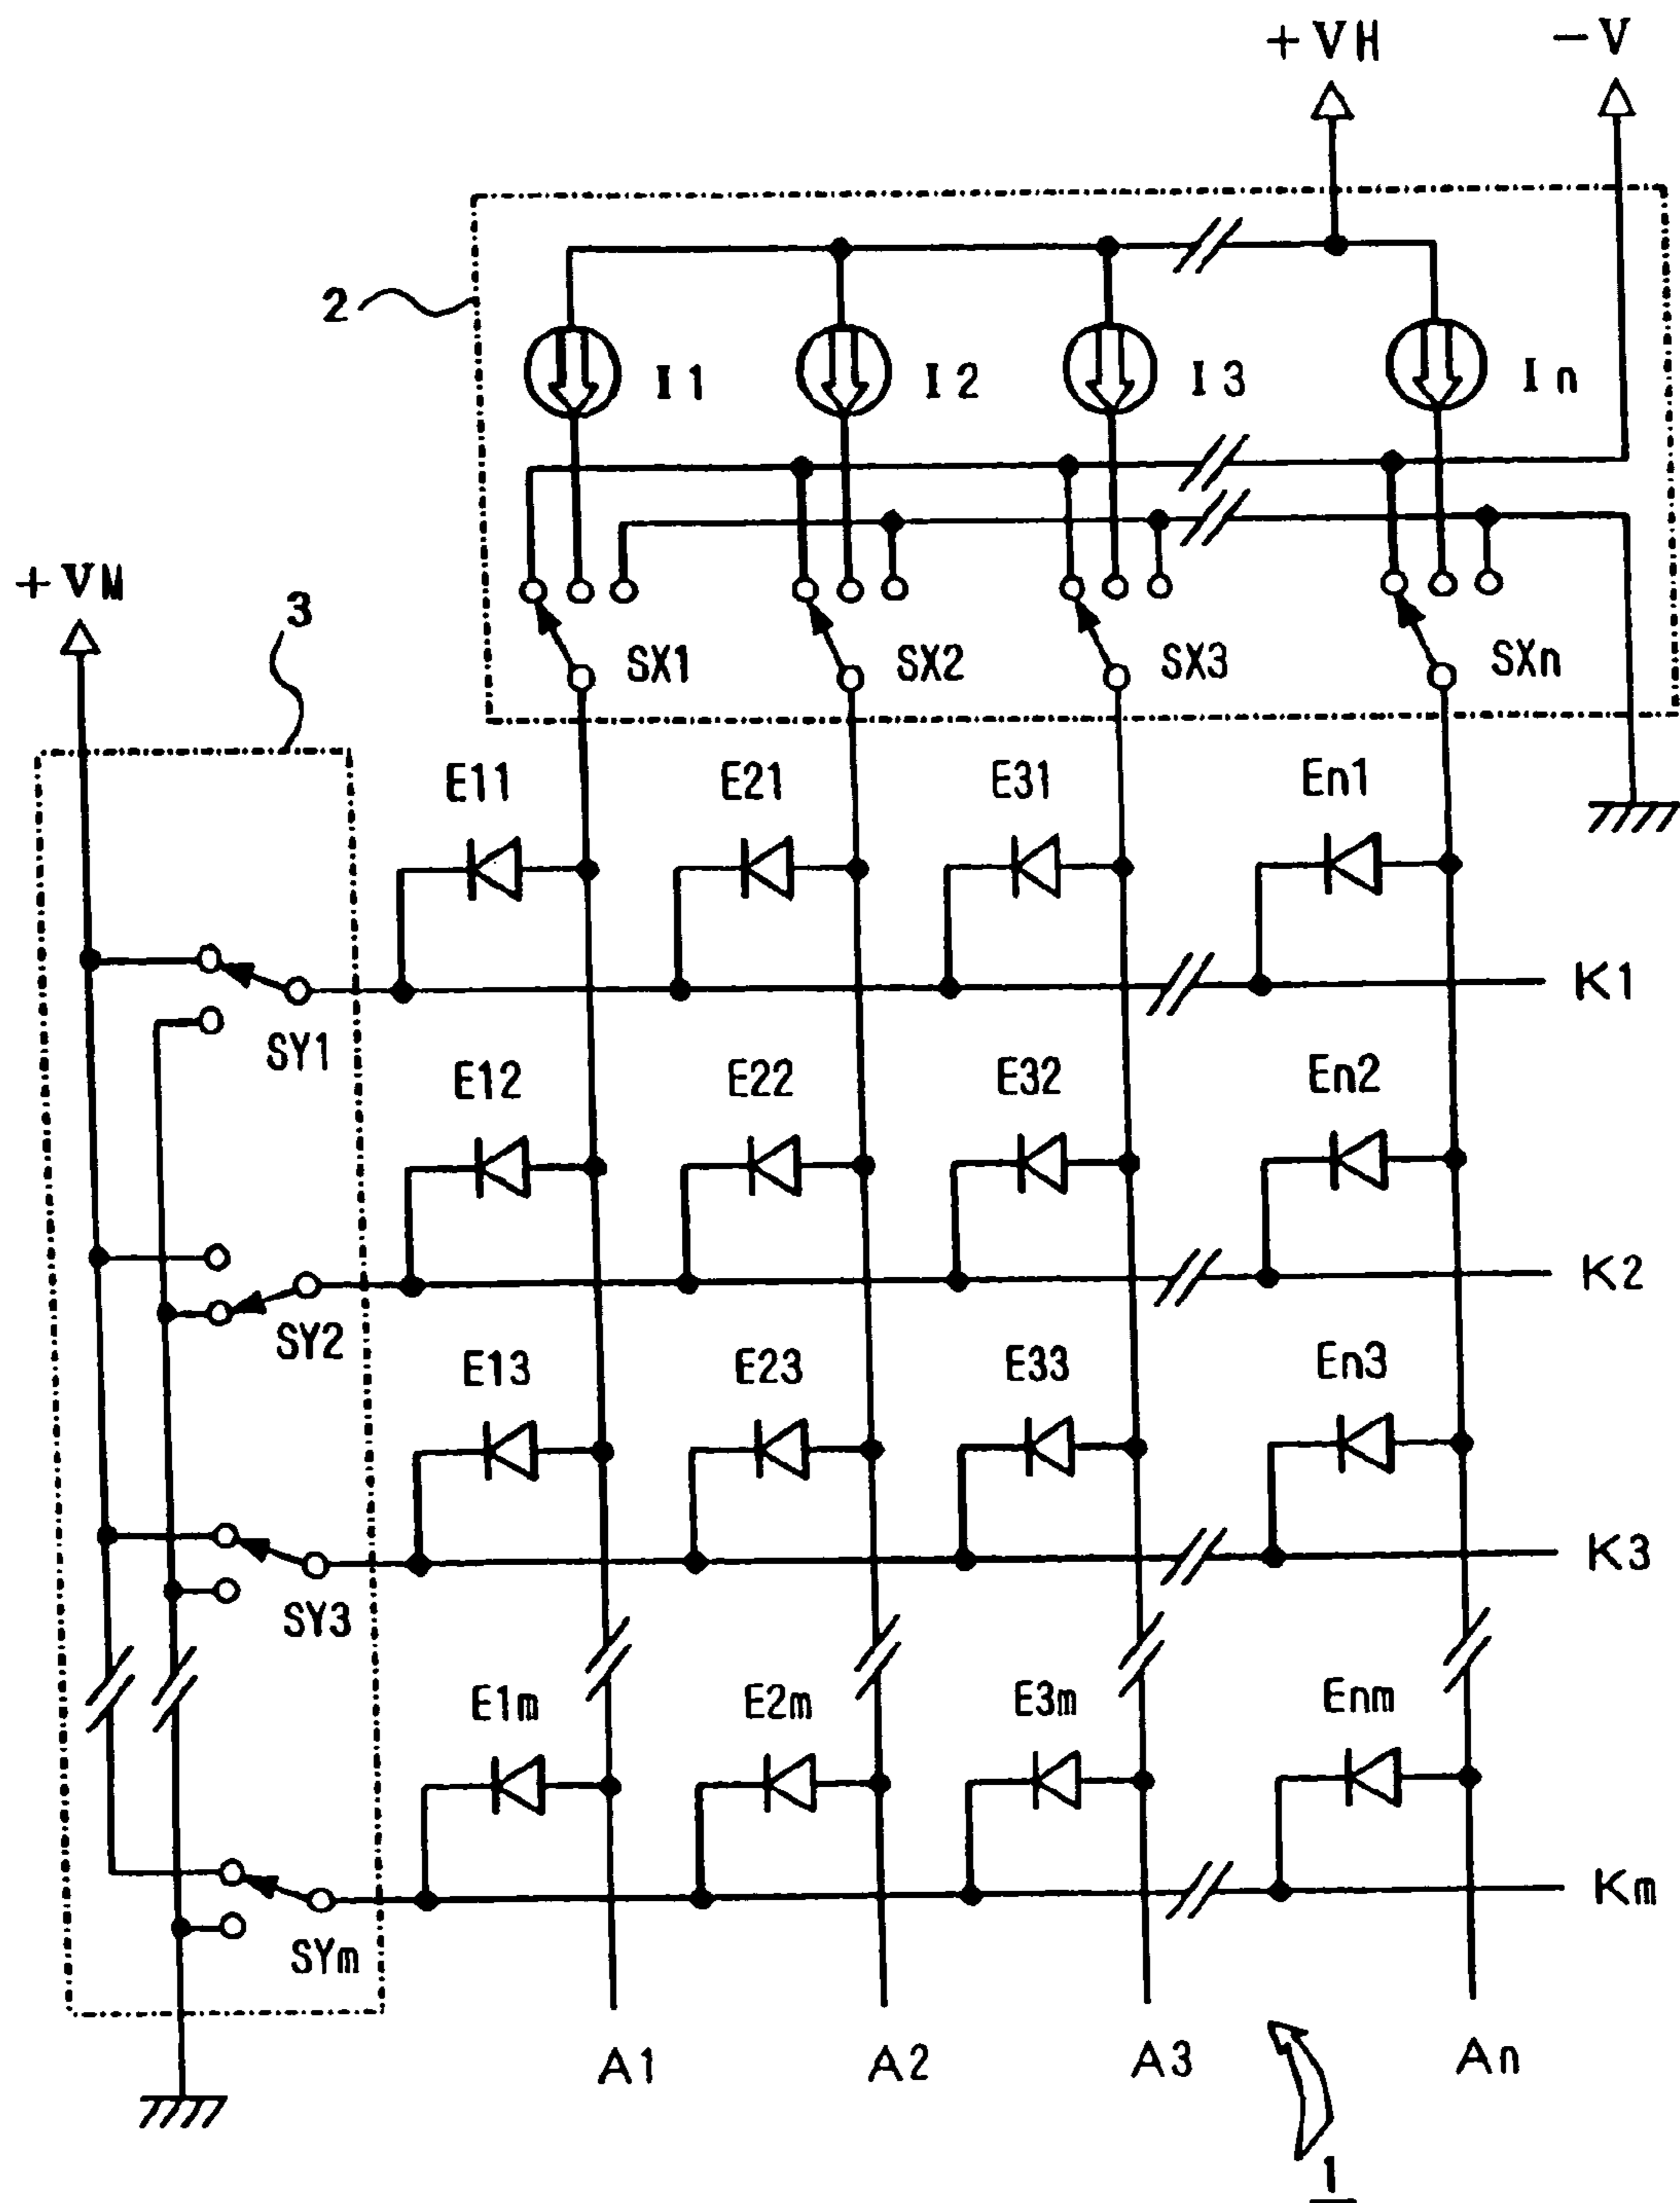 +VH -V
2
I1 I2 I3 In
+VM
3
SX1 SX2 SX3 SXn
E11 E21 E31 En1
K1
SY1
E12 E22 E32 En2
K2
SY2
E13 E23 E33 En3
K3
SY3
E1m E2m E3m Enm
Km
SYm
A1 A2 A3 An
1